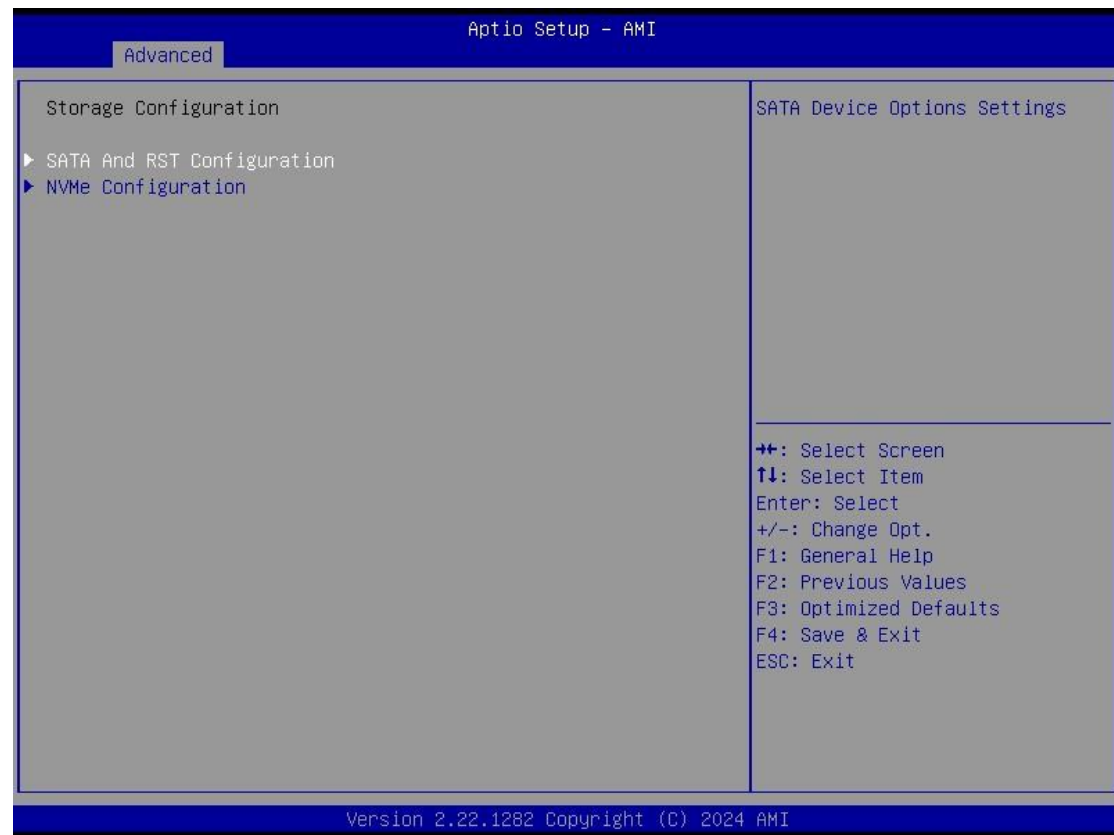 Aptio Setup – AMI
Advanced
Storage Configuration
▶ SATA And RST Configuration
▶ NVMe Configuration
SATA Device Options Settings
→←: Select Screen
↑↓: Select Item
Enter: Select
+/-: Change Opt.
F1: General Help
F2: Previous Values
F3: Optimized Defaults
F4: Save & Exit
ESC: Exit
Version 2.22.1282 Copyright (C) 2024 AMI